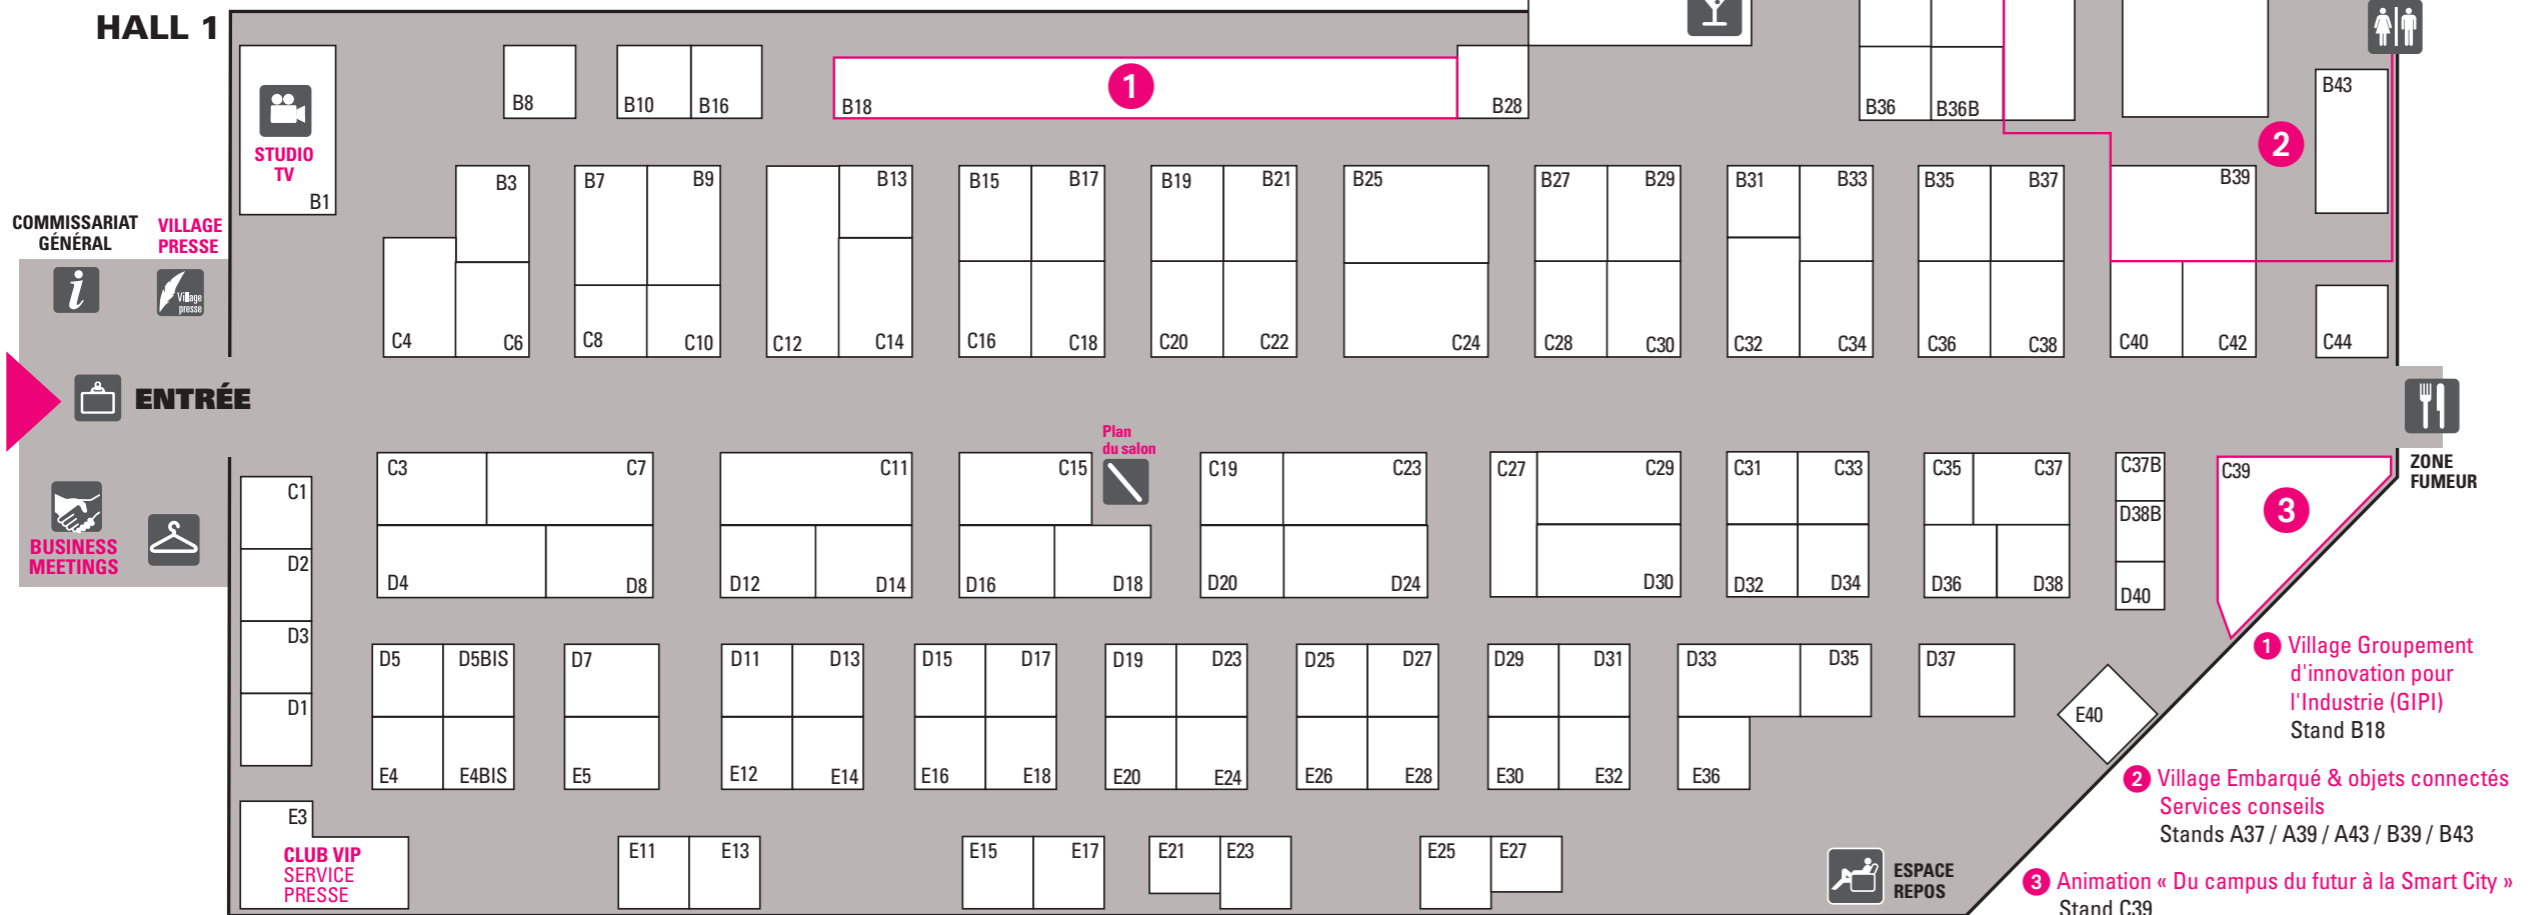 HALL 1
B8
B10
B16
B18
1
B28
B36
B36B
B43
2
STUDIO
TV
B1
B3
B7
B9
B13
B15
B17
B19
B21
B25
B27
B29
B31
B33
B35
B37
B39
COMMISSARIAT
GÉNÉRAL
VILLAGE
PRESSE
i
Village
presse
C4
C6
C8
C10
C12
C14
C16
C18
C20
C22
C24
C28
C30
C32
C34
C36
C38
C40
C42
C44
ENTRÉE
Plan
du salon
C1
C3
C7
C11
C15
C19
C23
C27
C29
C31
C33
C35
C37
C37B
C39
3
ZONE
FUMEUR
BUSINESS
MEETINGS
D2
D4
D8
D12
D14
D16
D18
D20
D24
D30
D32
D34
D36
D38
D38B
D40
D3
D5
D5BIS
D7
D11
D13
D15
D17
D19
D23
D25
D27
D29
D31
D33
D35
D37
D1
E4
E4BIS
E5
E12
E14
E16
E18
E20
E24
E26
E28
E30
E32
E36
E40
E3
CLUB VIP
SERVICE
PRESSE
E11
E13
E15
E17
E21
E23
E25
E27
ESPACE
REPOS
1 Village Groupement
d'innovation pour
l'Industrie (GIPI)
Stand B18
2 Village Embarqué & objets connectés
Services conseils
Stands A37 / A39 / A43 / B39 / B43
3 Animation « Du campus du futur à la Smart City »
Stand C39